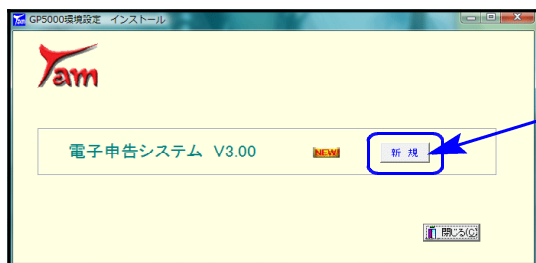 GP5000環境設定 インストール
Tam
電子申告システム V3.00
NEW!
新 規
閉じる(C)